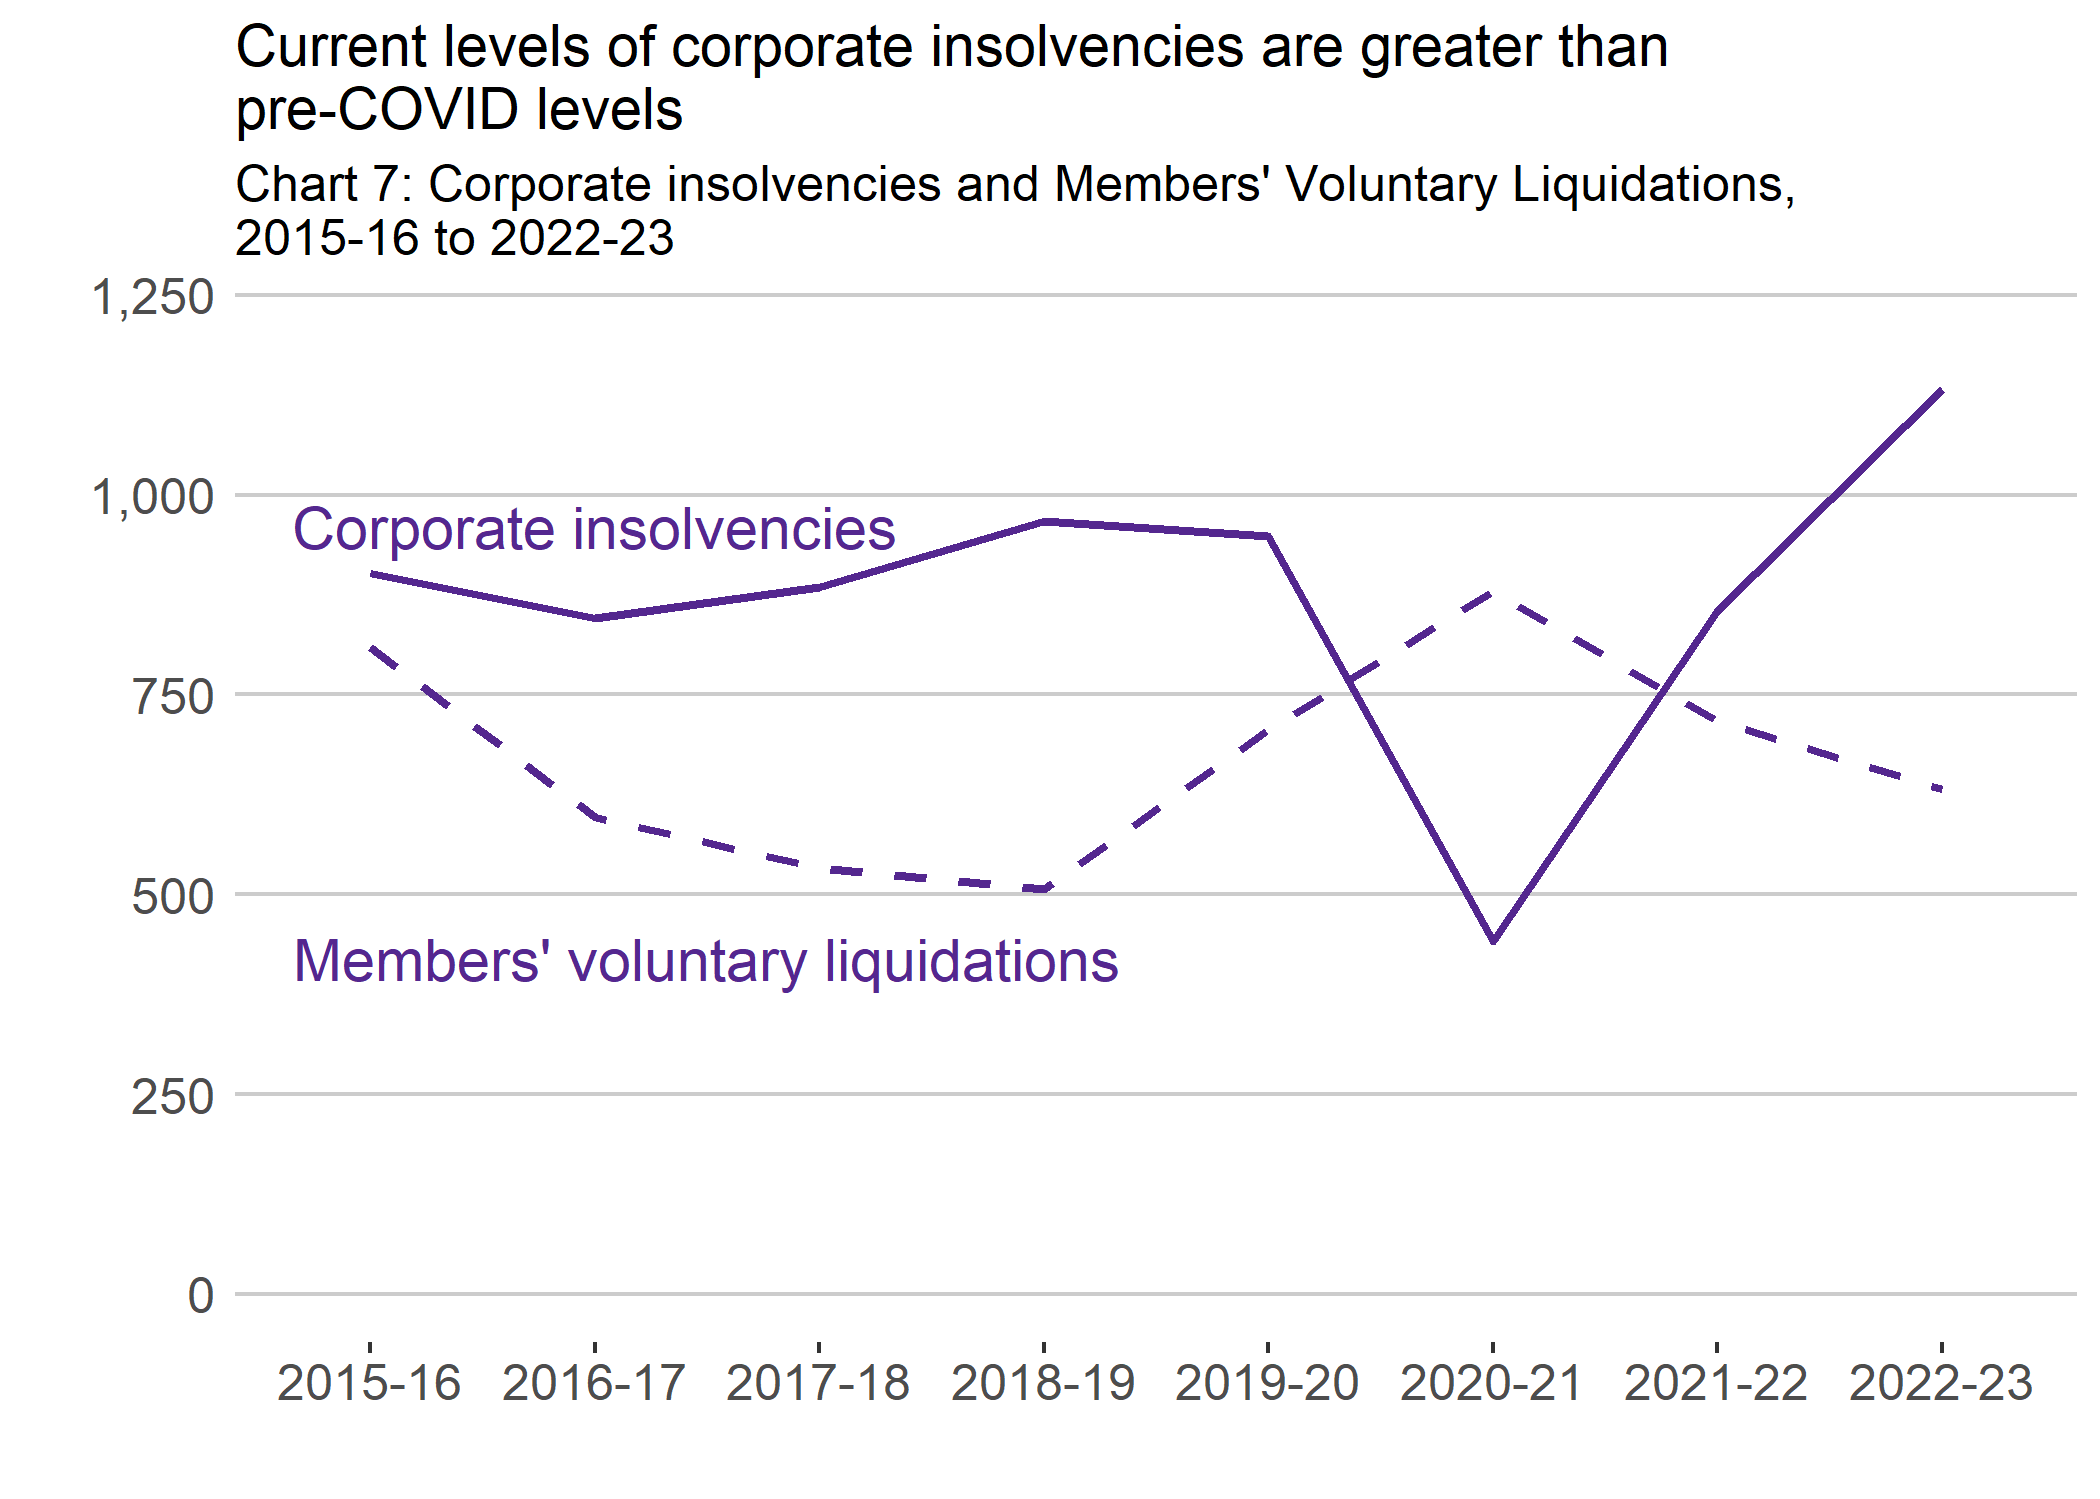 Current levels of corporate insolvencies are greater than
pre-COVID levels
Chart 7: Corporate insolvencies and Members' Voluntary Liquidations,
2015-16 to 2022-23
1,250
1,000
Corporate insolvencies
750
500
Members' voluntary liquidations
250
0
2015-16 2016-17 2017-18 2018-19 2019-20 2020-21 2021-22 2022-23